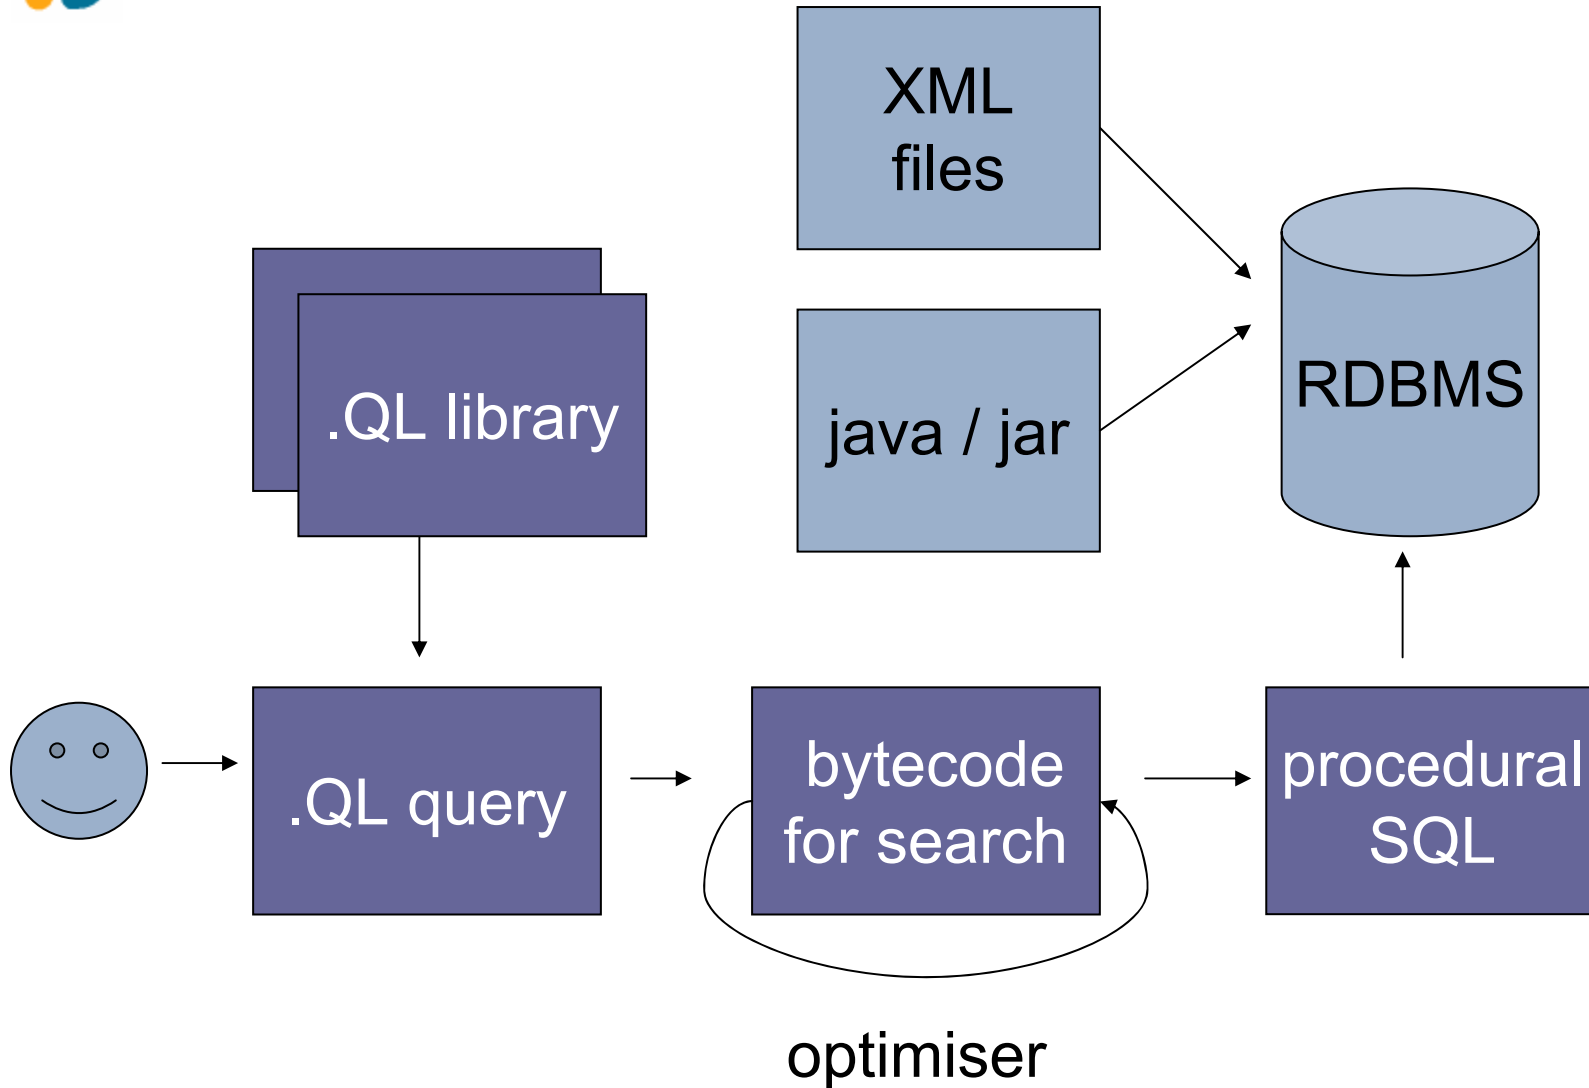 XML
files
.QL library
java / jar
RDBMS
.QL query
bytecode
for search
procedural
SQL
optimiser